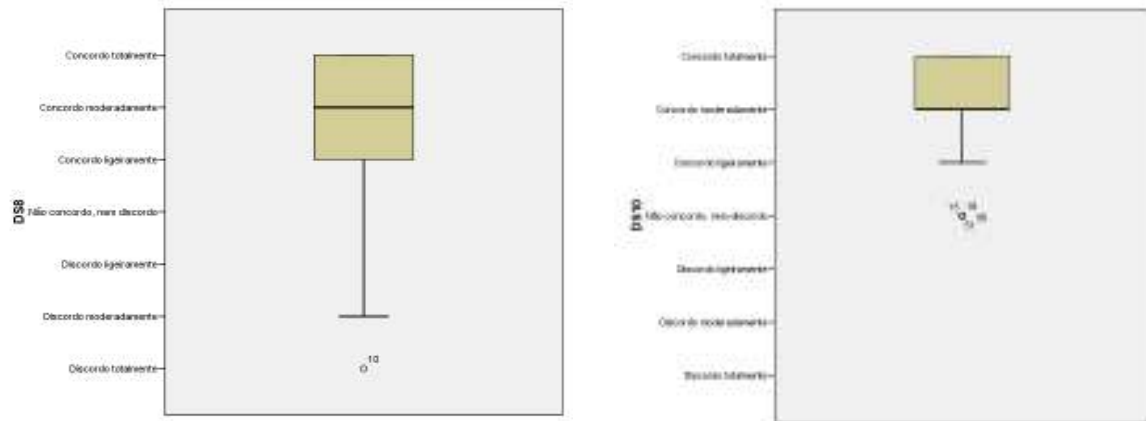 Concordo totalmente
Concordo moderadamente
Concordo ligeiramente
DS8
Não concordo, nem discordo
Discordo ligeiramente
Discordo moderadamente
Discordo totalmente
10
Concordo totalmente
Concordo moderadamente
Concordo ligeiramente
DS10
Não concordo, nem discordo
Discordo ligeiramente
Discordo moderadamente
Discordo totalmente